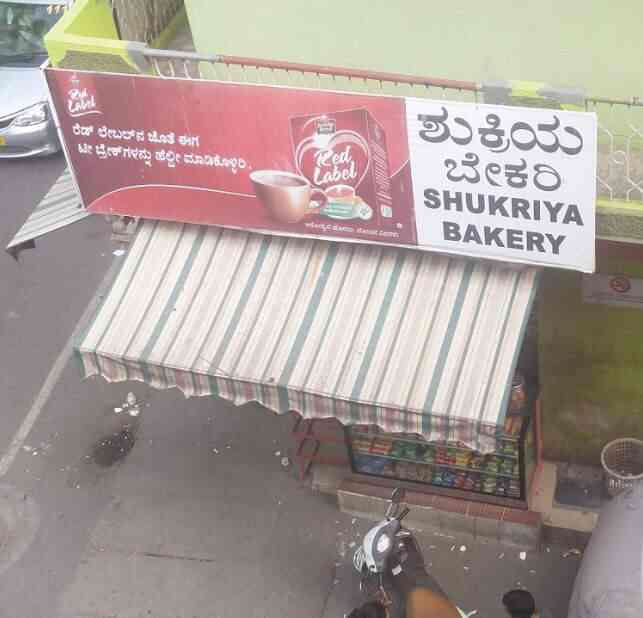 Red
Label
ರೆಡ್ ಲೇಬಲ್‌ನ ಜೊತೆ ಈಗ
ಟೀ ಬ್ರೇಕ್‌ಗಳನ್ನು ಹೆಲ್ದೀ ಮಾಡಿಕೊಳ್ಳಿರಿ.
Red
Label
ಶುಕ್ರಿಯ
ಬೇಕರಿ
SHUKRIYA
BAKERY